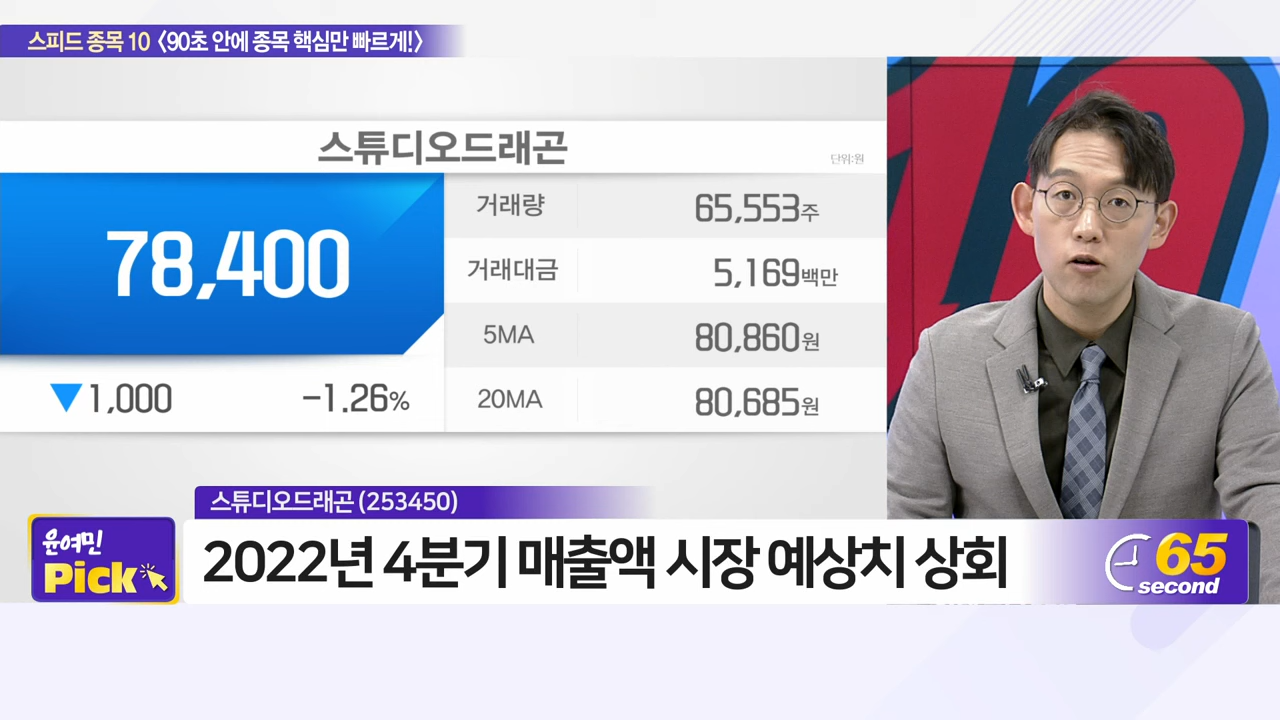 스피드 종목 10 <90초 안에 종목 핵심만 빠르게!>
스튜디오드래곤
단위:원
78,400
▼1,000 -1.26%
거래량 65,553주
거래대금 5,169백만
5MA 80,860원
20MA 80,685원
스튜디오드래곤 (253450)
윤여민
Pick
2022년 4분기 매출액 시장 예상치 상회
65
second